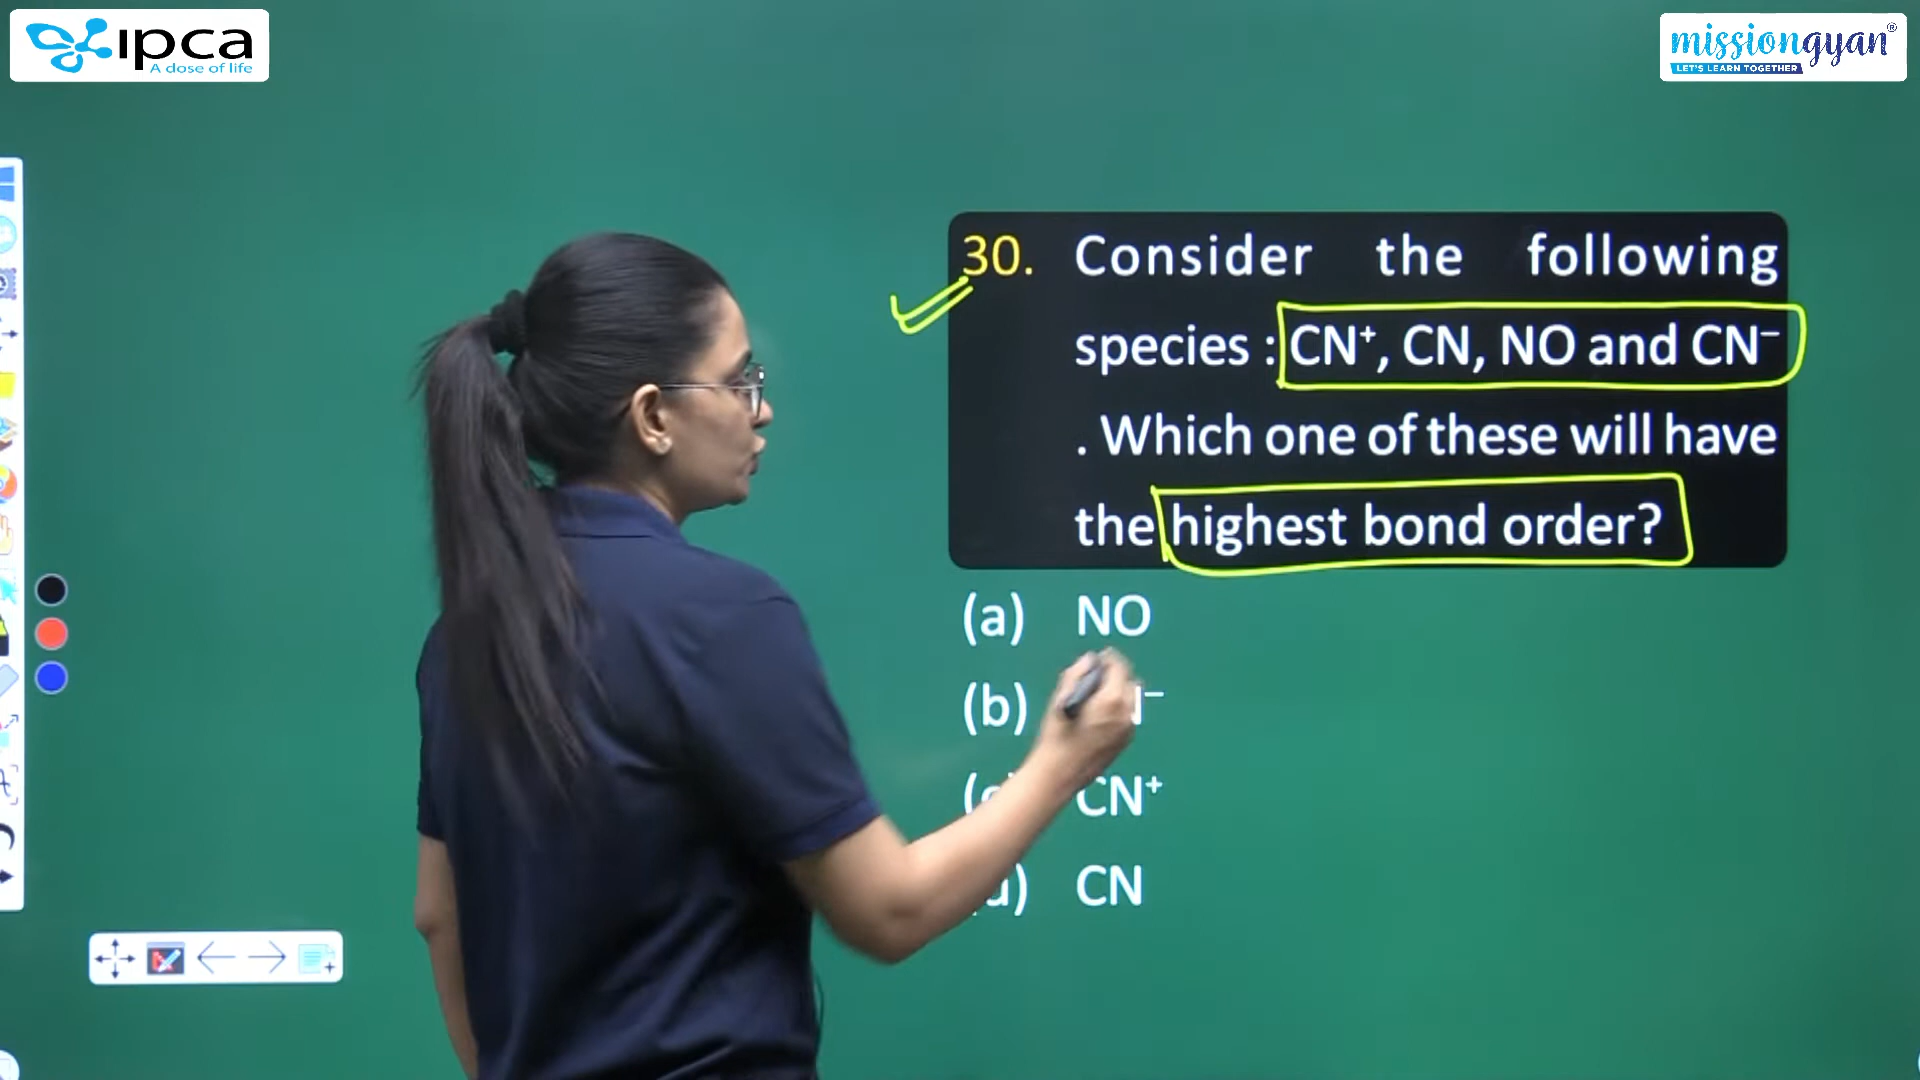 ipca
A dose of life
missiongyan®
LET'S LEARN TOGETHER
30. Consider the following
species : CN⁺, CN, NO and CN⁻
. Which one of these will have
the highest bond order?
(a) NO
(b)
CN⁺
CN